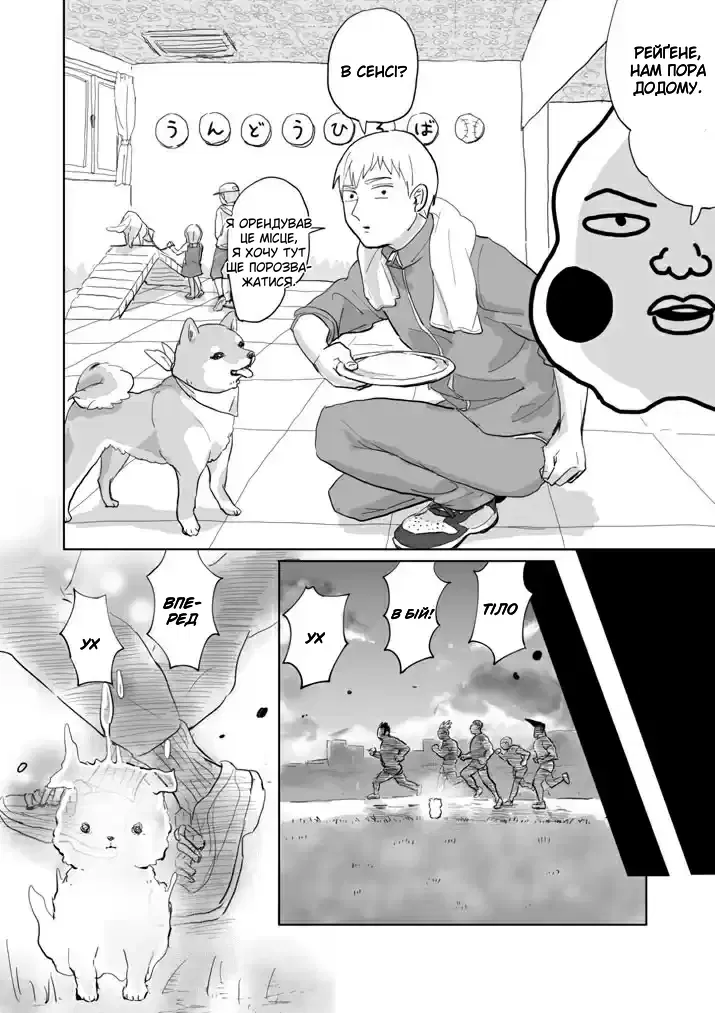 РЕЙҐЕНЕ,
НАМ ПОРА
ДОДОМУ.
В СЕНСІ?
うんどうひろば
Я ОРЕНДУВАВ
ЦЕ МІСЦЕ,
Я ХОЧУ ТУТ
ЩЕ ПОРОЗВА-
ЖАТИСЯ.
ТІЛО
В БІЙ!
УХ
ВПЕ-
РЕД
УХ